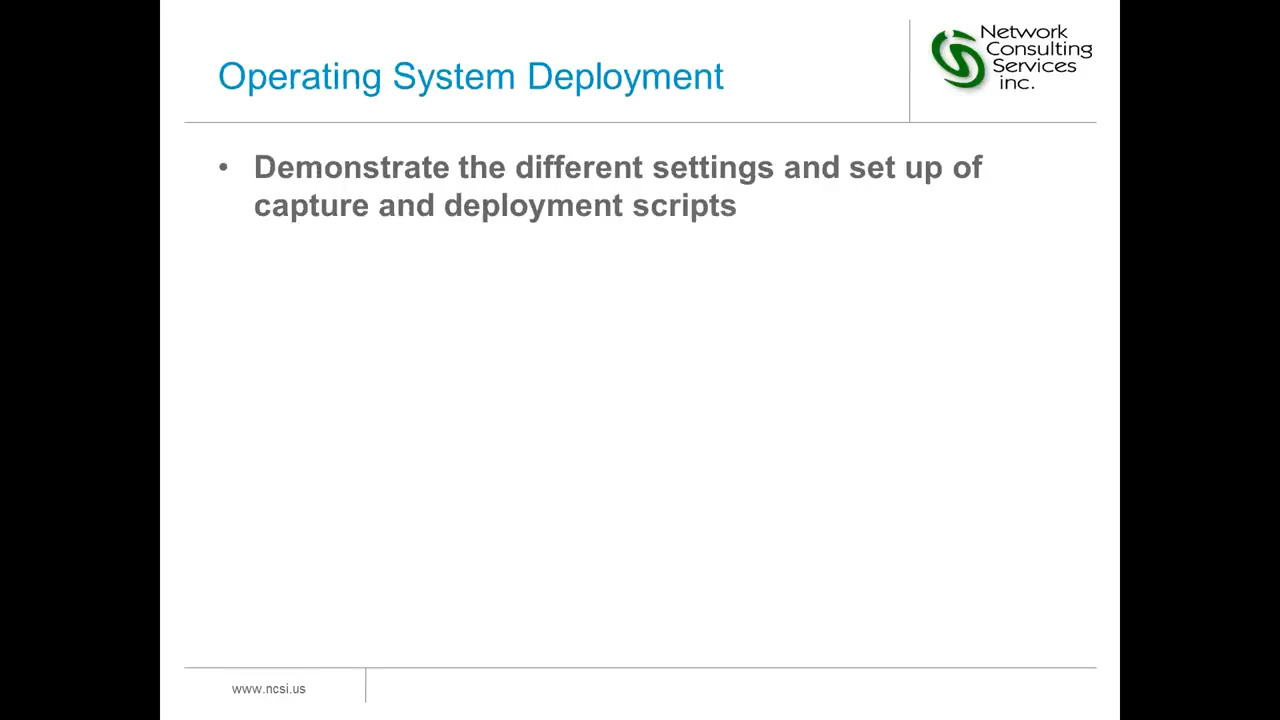 Operating System Deployment
Network
Consulting
Services
inc.
• Demonstrate the different settings and set up of
capture and deployment scripts
www.ncsi.us